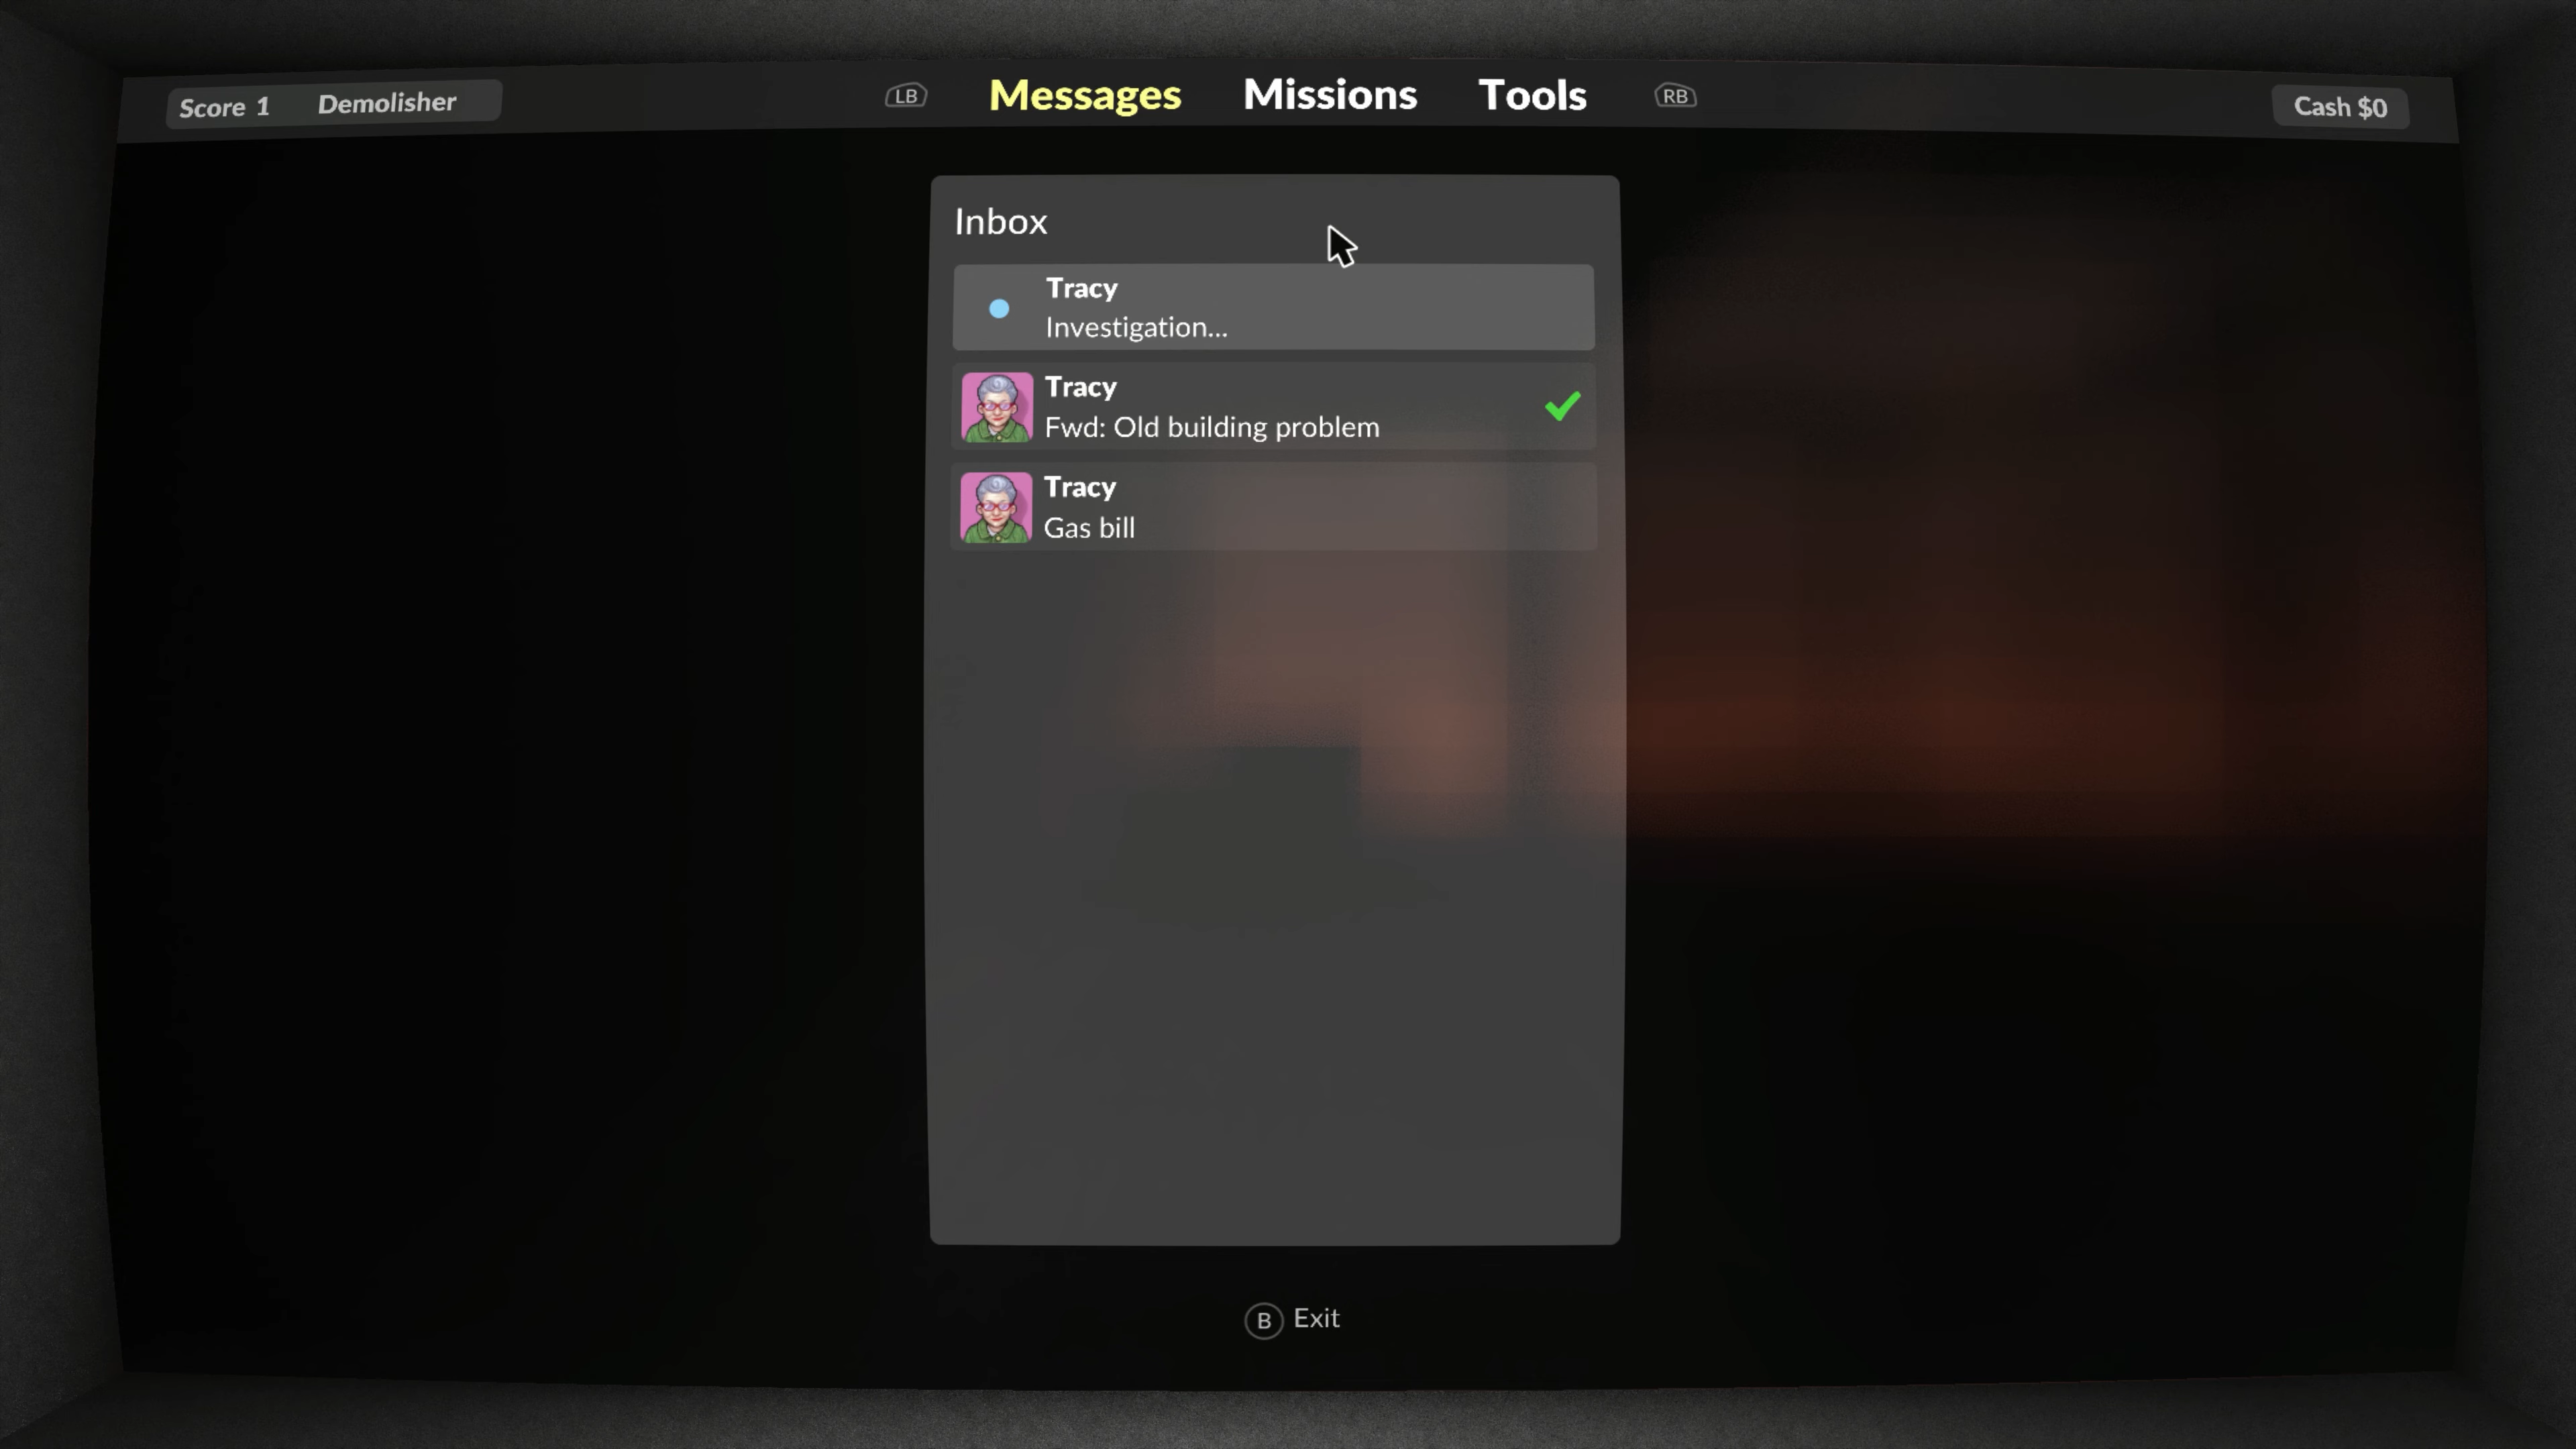 Score 1 Demolisher
LB Messages Missions Tools RB
Cash $0
Inbox
Tracy
Investigation...
Tracy
Fwd: Old building problem
Tracy
Gas bill
B Exit